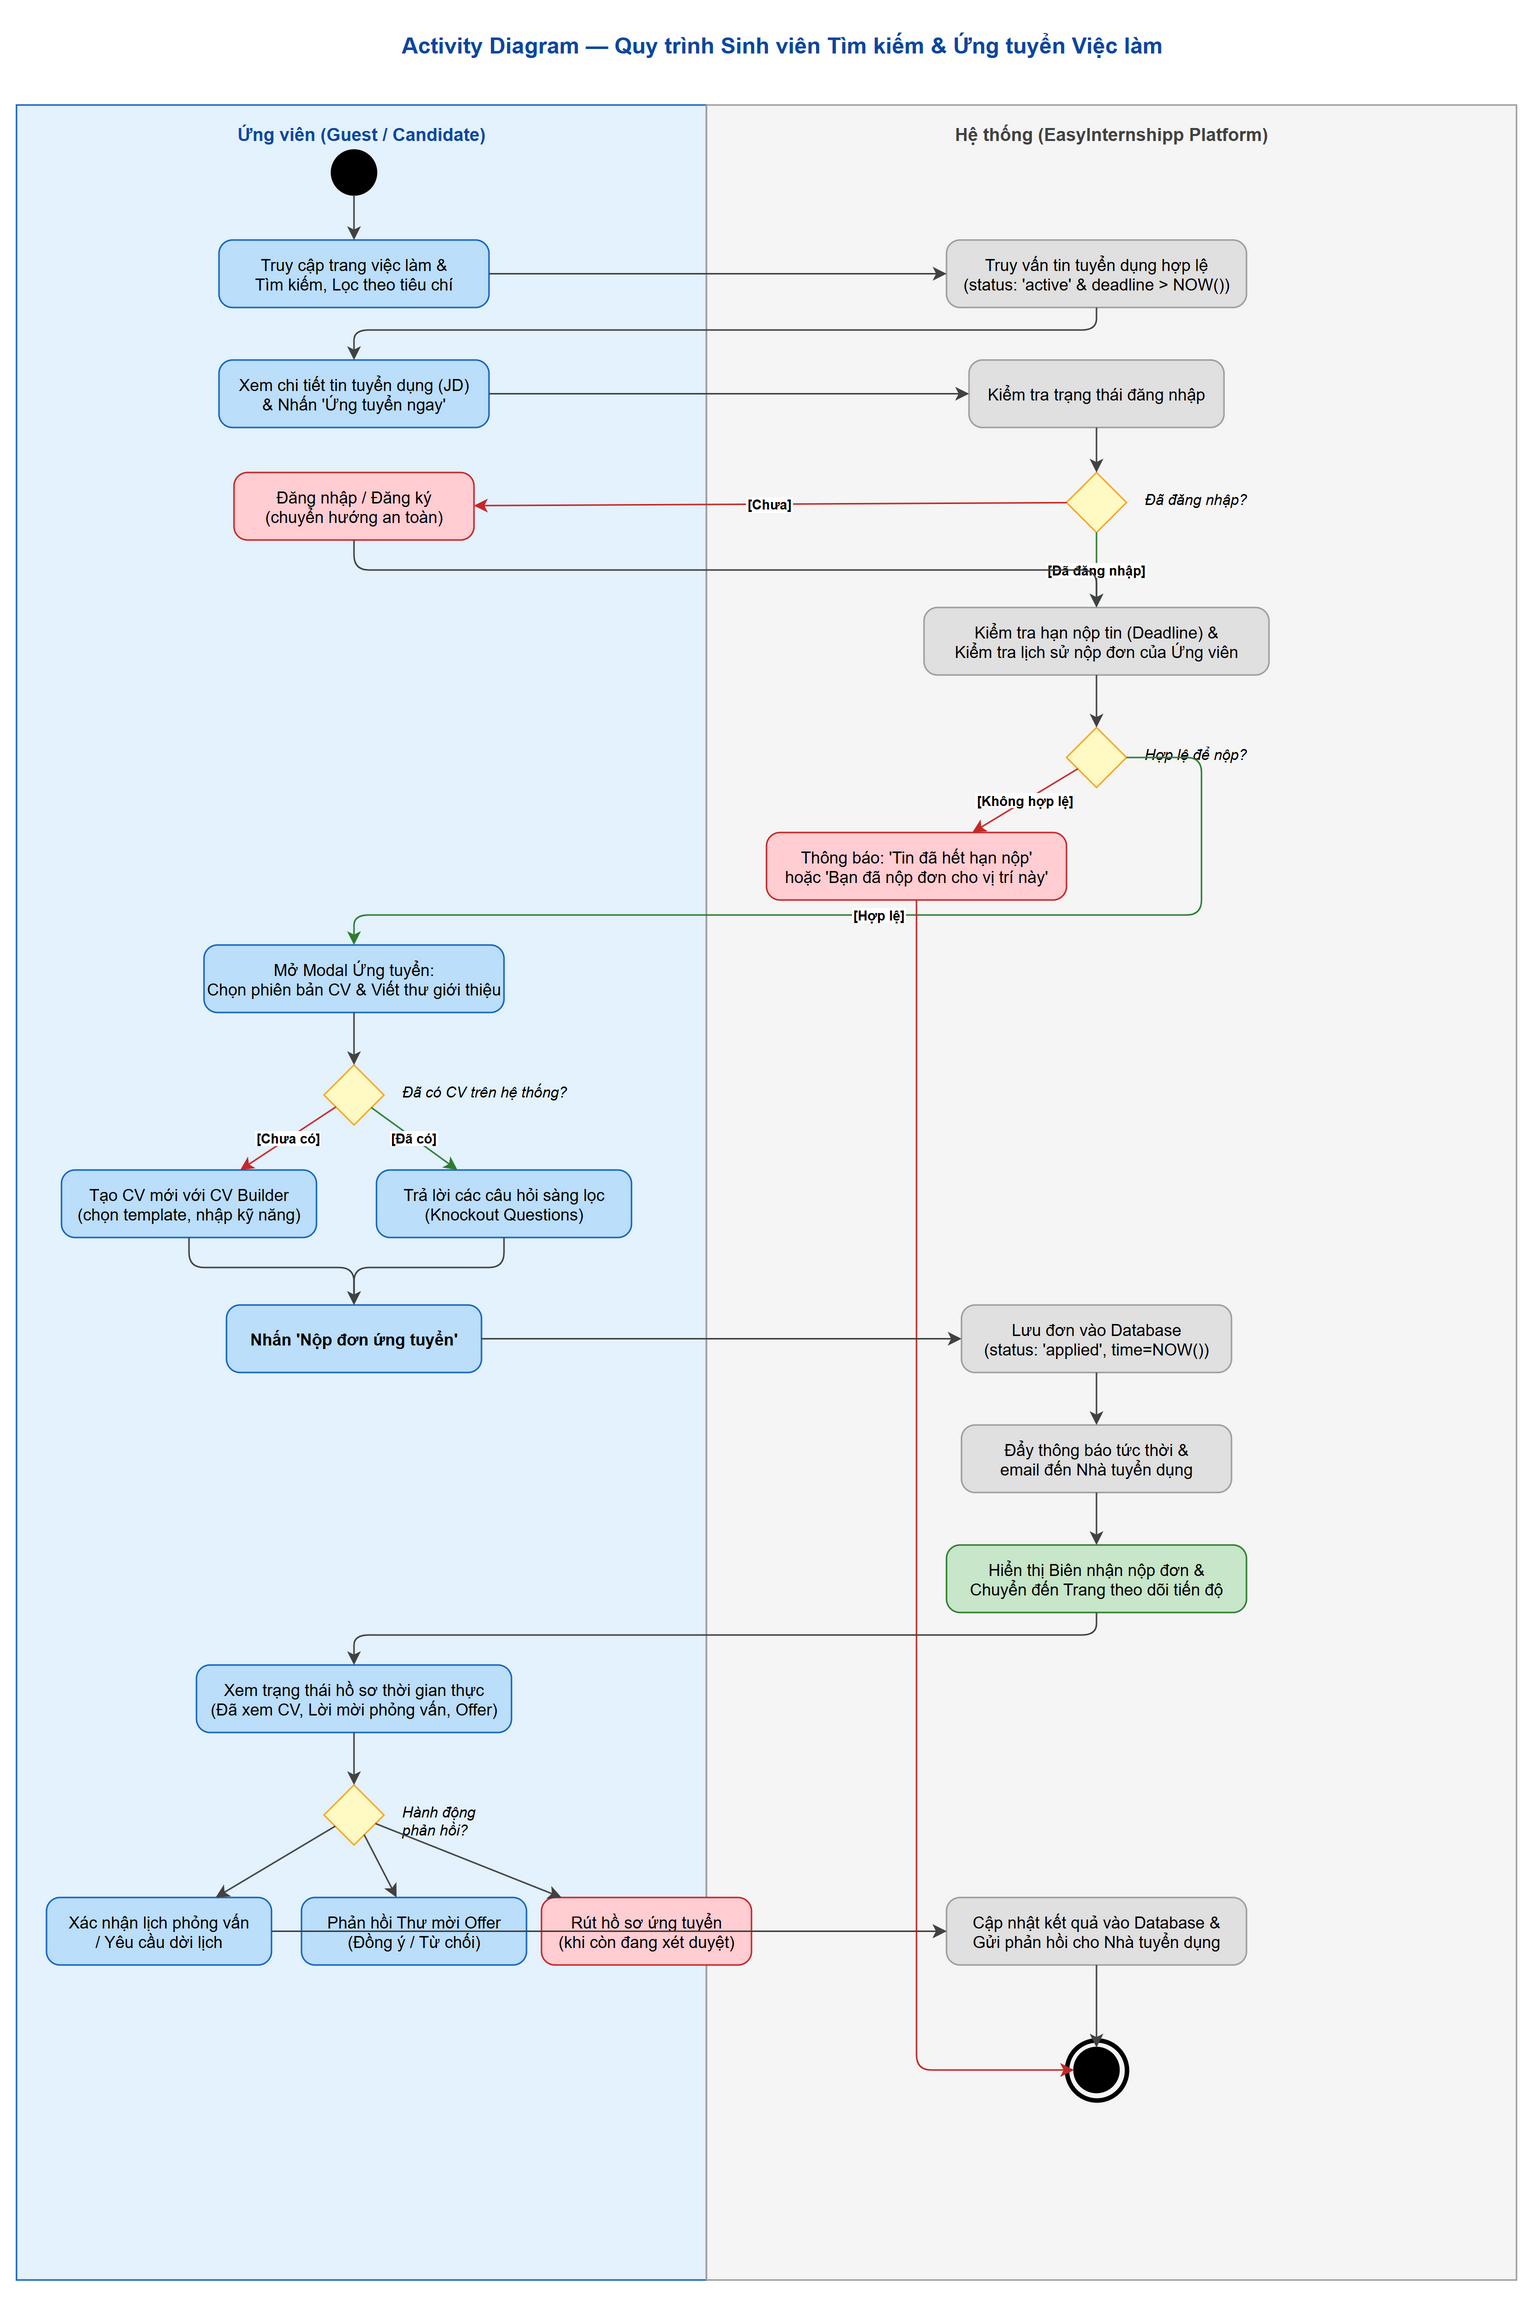 Activity Diagram — Quy trình Sinh viên Tìm kiếm & Ứng tuyển Việc làm
Ứng viên (Guest / Candidate)
Hệ thống (EasyInternshipp Platform)
Truy cập trang việc làm &
Tìm kiếm, Lọc theo tiêu chí
Truy vấn tin tuyển dụng hợp lệ
(status: 'active' & deadline > NOW())
Xem chi tiết tin tuyển dụng (JD)
& Nhấn 'Ứng tuyển ngay'
Kiểm tra trạng thái đăng nhập
Đăng nhập / Đăng ký
(chuyển hướng an toàn)
[Chưa]
Đã đăng nhập?
[Đã đăng nhập]
Kiểm tra hạn nộp tin (Deadline) &
Kiểm tra lịch sử nộp đơn của Ứng viên
Hợp lệ để nộp?
[Không hợp lệ]
Thông báo: 'Tin đã hết hạn nộp'
hoặc 'Bạn đã nộp đơn cho vị trí này'
[Hợp lệ]
Mở Modal Ứng tuyển:
Chọn phiên bản CV & Viết thư giới thiệu
Đã có CV trên hệ thống?
[Chưa có]
[Đã có]
Tạo CV mới với CV Builder
(chọn template, nhập kỹ năng)
Trả lời các câu hỏi sàng lọc
(Knockout Questions)
Nhấn 'Nộp đơn ứng tuyển'
Lưu đơn vào Database
(status: 'applied', time=NOW())
Đẩy thông báo tức thời &
email đến Nhà tuyển dụng
Hiển thị Biên nhận nộp đơn &
Chuyển đến Trang theo dõi tiến độ
Xem trạng thái hồ sơ thời gian thực
(Đã xem CV, Lời mời phỏng vấn, Offer)
Hành động
phản hồi?
Xác nhận lịch phỏng vấn
/ Yêu cầu dời lịch
Phản hồi Thư mời Offer
(Đồng ý / Từ chối)
Rút hồ sơ ứng tuyển
(khi còn đang xét duyệt)
Cập nhật kết quả vào Database &
Gửi phản hồi cho Nhà tuyển dụng